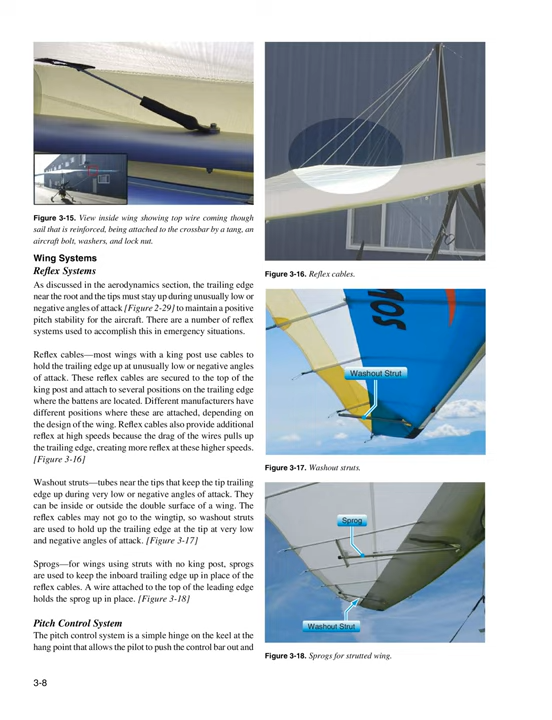 Figure 3-15. View inside wing showing top wire coming though
sail that is reinforced, being attached to the crossbar by a tang, an
aircraft bolt, washers, and lock nut.
Wing Systems
Reflex Systems
As discussed in the aerodynamics section, the trailing edge
near the root and the tips must stay up during unusually low or
negative angles of attack [Figure 2-29] to maintain a positive
pitch stability for the aircraft. There are a number of reflex
systems used to accomplish this in emergency situations.
Reflex cables—most wings with a king post use cables to
hold the trailing edge up at unusually low or negative angles
of attack. These reflex cables are secured to the top of the
king post and attach to several positions on the trailing edge
where the battens are located. Different manufacturers have
different positions where these are attached, depending on
the design of the wing. Reflex cables also provide additional
reflex at high speeds because the drag of the wires pulls up
the trailing edge, creating more reflex at these higher speeds.
[Figure 3-16]
Washout struts—tubes near the tips that keep the tip trailing
edge up during very low or negative angles of attack. They
can be inside or outside the double surface of a wing. The
reflex cables may not go to the wingtip, so washout struts
are used to hold up the trailing edge at the tip at very low
and negative angles of attack. [Figure 3-17]
Sprogs—for wings using struts with no king post, sprogs
are used to keep the inboard trailing edge up in place of the
reflex cables. A wire attached to the top of the leading edge
holds the sprog up in place. [Figure 3-18]
Pitch Control System
The pitch control system is a simple hinge on the keel at the
hang point that allows the pilot to push the control bar out and
Figure 3-16. Reflex cables.
SOM
Washout Strut
Figure 3-17. Washout struts.
Sprog
Washout Strut
Figure 3-18. Sprogs for strutted wing.
3-8